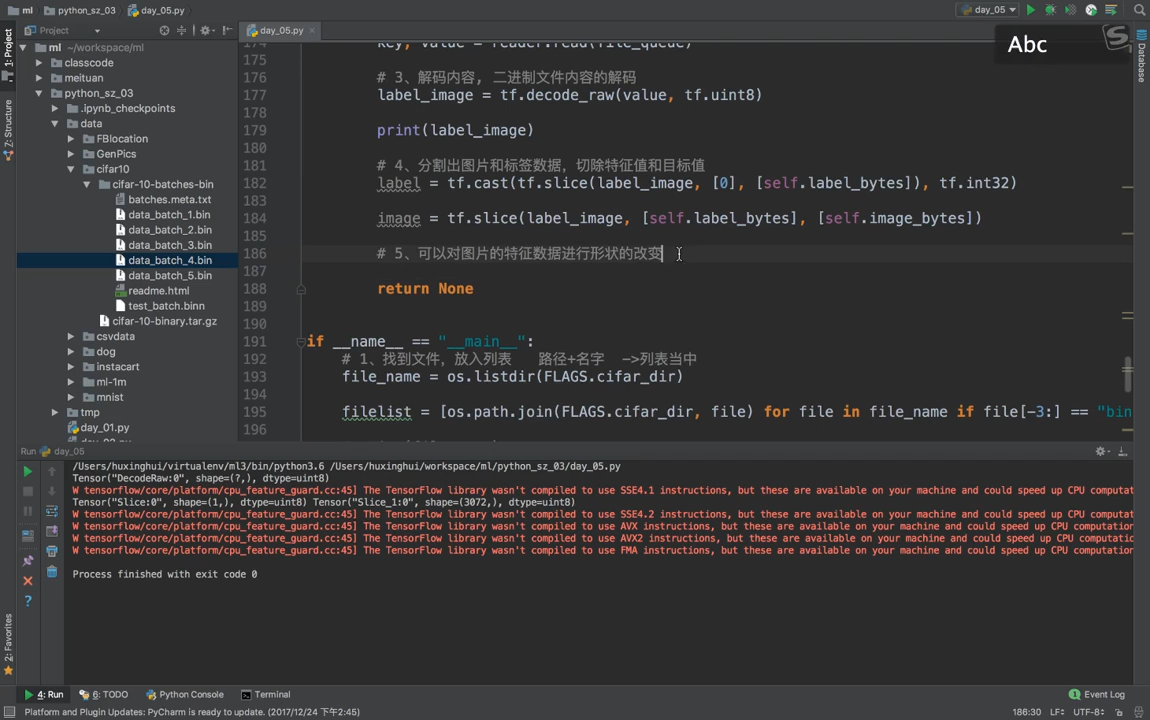 ml python_sz_03 day_05.py
day_05
Abc
Project
day_05.py
1: Project
Z: Structure
2: Favorites
Database
ml ~/workspace/ml
classcode
meituan
python_sz_03
.ipynb_checkpoints
data
FBlocation
GenPics
cifar10
cifar-10-batches-bin
batches.meta.txt
data_batch_1.bin
data_batch_2.bin
data_batch_3.bin
data_batch_4.bin
data_batch_5.bin
readme.html
test_batch.binn
cifar-10-binary.tar.gz
csvdata
dog
instacart
ml-1m
mnist
tmp
day_01.py
174 key, value = reader.read(file_queue)
175
176 # 3、解码内容, 二进制文件内容的解码
177 label_image = tf.decode_raw(value, tf.uint8)
178
179 print(label_image)
180
181 # 4、分割出图片和标签数据，切除特征值和目标值
182 label = tf.cast(tf.slice(label_image, [0], [self.label_bytes]), tf.int32)
183
184 image = tf.slice(label_image, [self.label_bytes], [self.image_bytes])
185
186 # 5、可以对图片的特征数据进行形状的改变
187
188 return None
189
190
191 if __name__ == "__main__":
192 # 1、找到文件，放入列表 路径+名字 ->列表当中
193 file_name = os.listdir(FLAGS.cifar_dir)
194
195 filelist = [os.path.join(FLAGS.cifar_dir, file) for file in file_name if file[-3:] == "bin
196
Run day_05
/Users/huxinghui/virtualenv/ml3/bin/python3.6 /Users/huxinghui/workspace/ml/python_sz_03/day_05.py
Tensor("DecodeRaw:0", shape=(?,), dtype=uint8)
W tensorflow/core/platform/cpu_feature_guard.cc:45] The TensorFlow library wasn't compiled to use SSE4.1 instructions, but these are available on your machine and could speed up CPU computat
Tensor("Slice:0", shape=(1,), dtype=uint8) Tensor("Slice_1:0", shape=(3072,), dtype=uint8)
W tensorflow/core/platform/cpu_feature_guard.cc:45] The TensorFlow library wasn't compiled to use SSE4.2 instructions, but these are available on your machine and could speed up CPU computat
W tensorflow/core/platform/cpu_feature_guard.cc:45] The TensorFlow library wasn't compiled to use AVX instructions, but these are available on your machine and could speed up CPU computation
W tensorflow/core/platform/cpu_feature_guard.cc:45] The TensorFlow library wasn't compiled to use AVX2 instructions, but these are available on your machine and could speed up CPU computatio
W tensorflow/core/platform/cpu_feature_guard.cc:45] The TensorFlow library wasn't compiled to use FMA instructions, but these are available on your machine and could speed up CPU computation
Process finished with exit code 0
4: Run 6: TODO Python Console Terminal 1 Event Log
Platform and Plugin Updates: PyCharm is ready to update. (2017/12/24 下午2:45) 186:30 LF÷ UTF-8÷